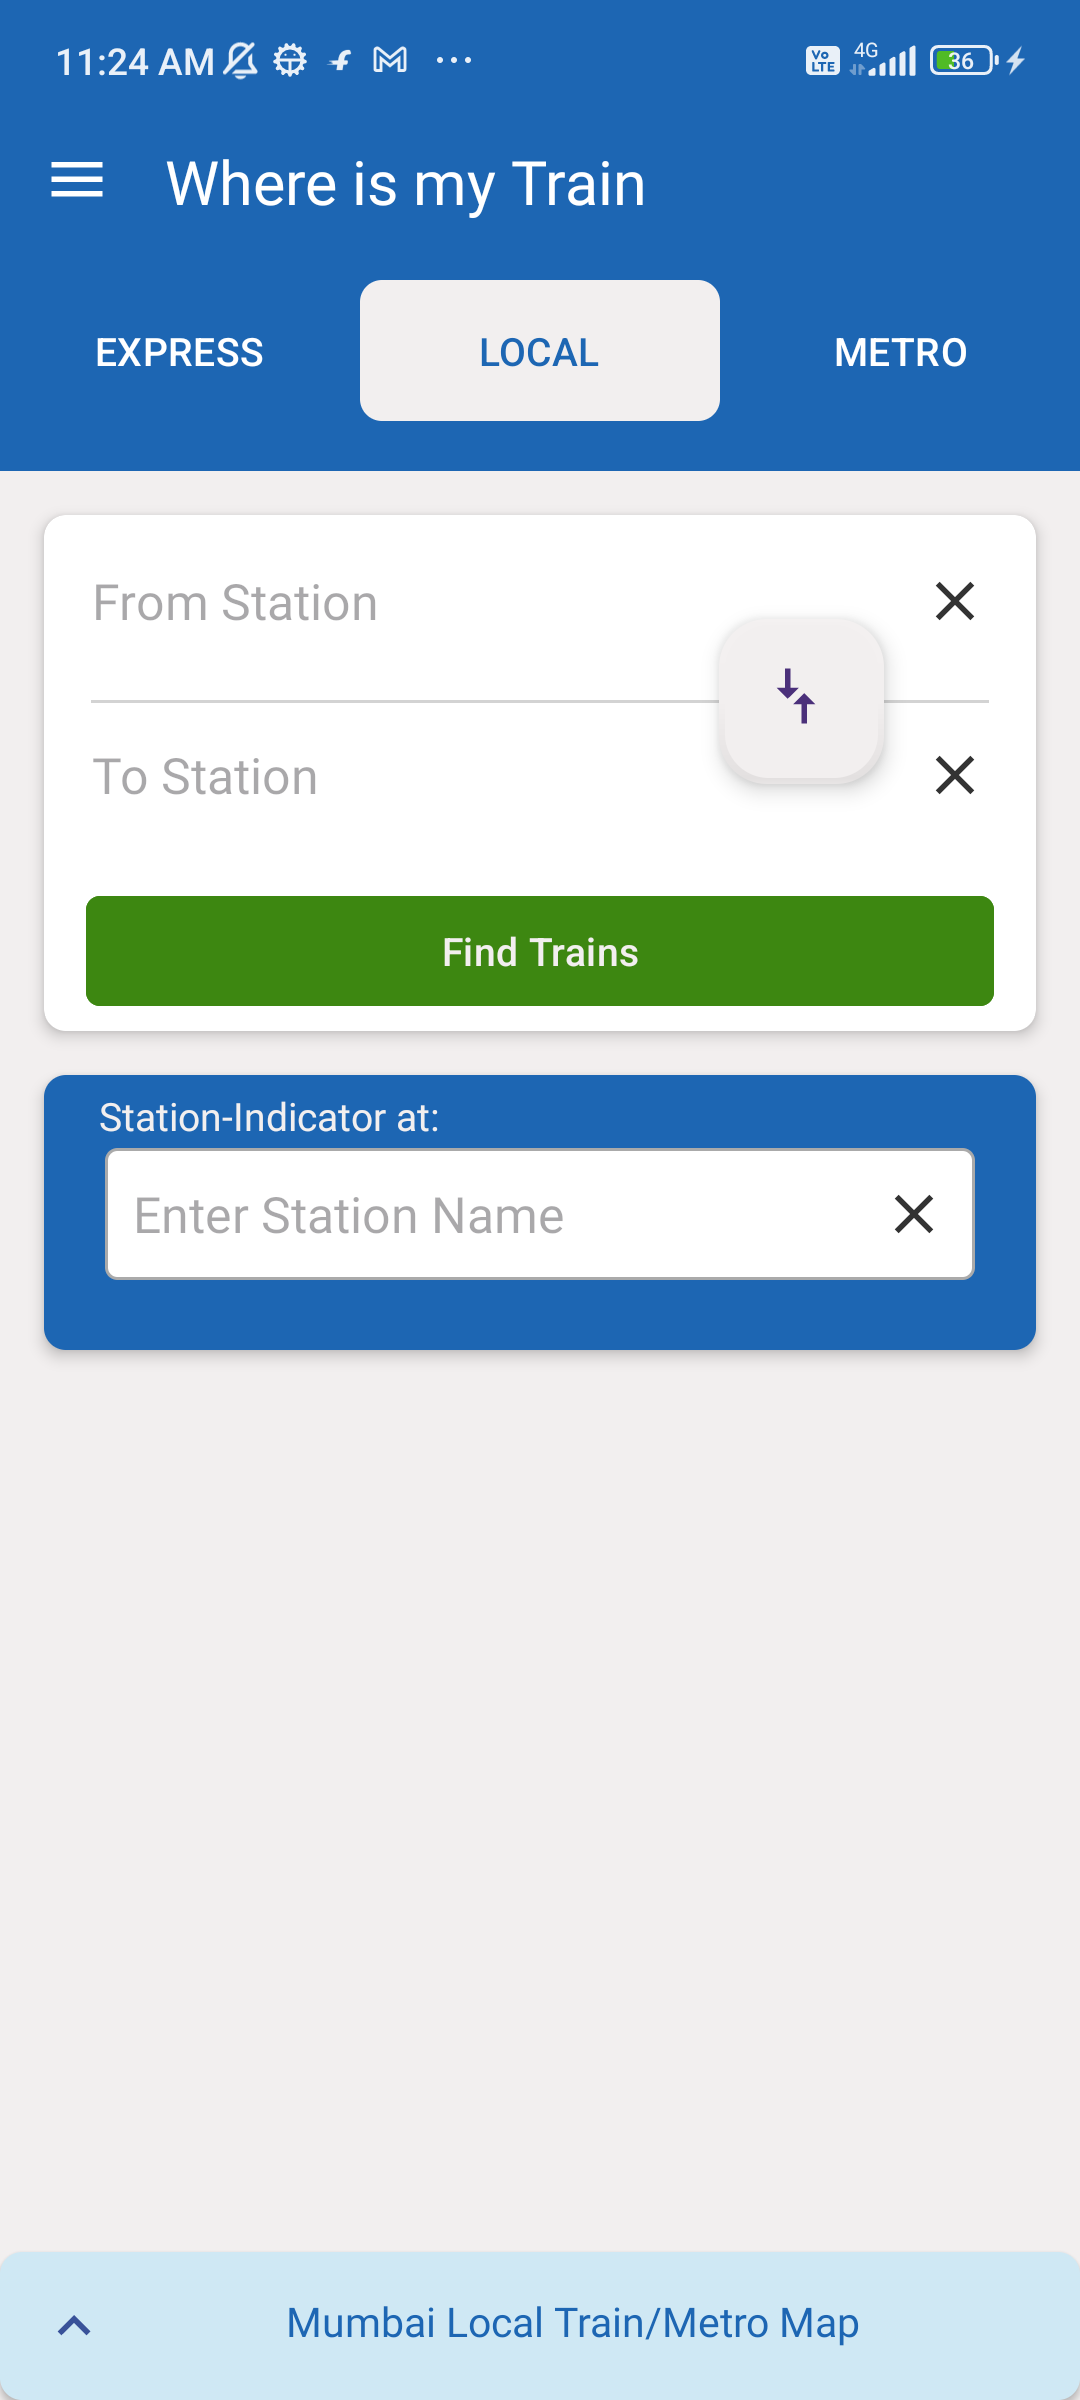 11:24 AM
Vo LTE 4G 36
Where is my Train
EXPRESS LOCAL METRO
From Station
To Station
Find Trains
Station-Indicator at:
Enter Station Name
Mumbai Local Train/Metro Map